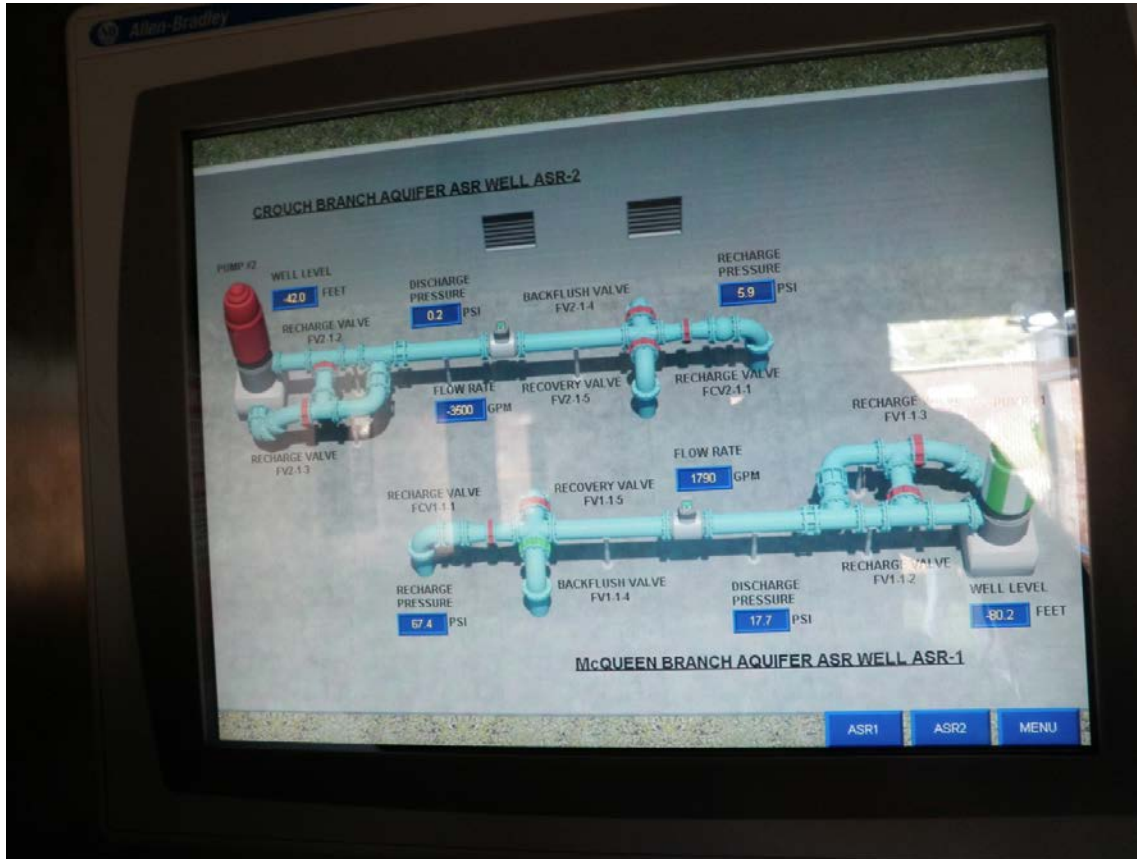 Allen-Bradley
CROUCH BRANCH AQUIFER ASR WELL ASR-2
PUMP #2
WELL LEVEL
-42.0 FEET
DISCHARGE
PRESSURE
0.2 PSI
BACKFLUSH VALVE
FV2-1-4
RECHARGE
PRESSURE
5.9 PSI
RECHARGE VALVE
FV2-1-2
FLOW RATE
-3500 GPM
RECOVERY VALVE
FV2-1-5
RECHARGE VALVE
FCV2-1-1
RECHARGE VALVE
FV2-1-3
RECHARGE
FV1-1-3
FLOW RATE
1790 GPM
RECHARGE VALVE
FCV1-1-1
RECOVERY VALVE
FV1-1-5
RECHARGE
PRESSURE
67.4 PSI
BACKFLUSH VALVE
FV1-1-4
DISCHARGE
PRESSURE
17.7 PSI
RECHARGE VALVE
FV1-1-2
WELL LEVEL
-80.2 FEET
McQUEEN BRANCH AQUIFER ASR WELL ASR-1
ASR1
ASR2
MENU